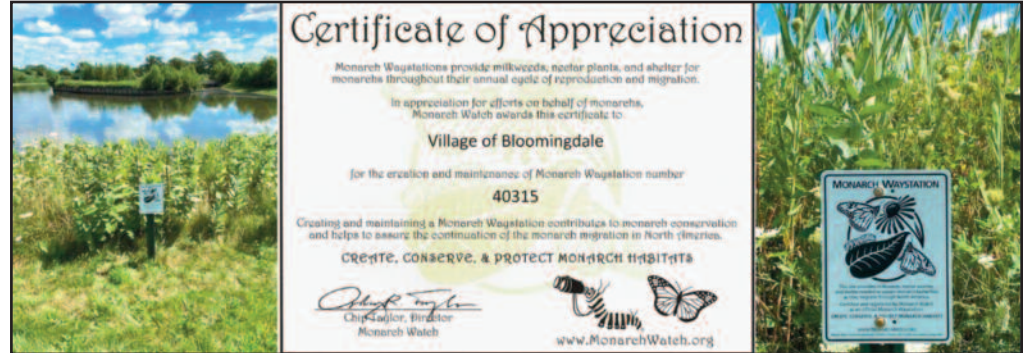 Certificate of Appreciation
Monarch Waystations provide milkweeds, nectar plants, and shelter for
monarchs throughout their annual cycle of reproduction and migration.
In appreciation for efforts on behalf of monarchs,
Monarch Watch awards this certificate to
Village of Bloomingdale
for the creation and maintenance of Monarch Waystation number
40315
Creating and maintaining a Monarch Waystation contributes to monarch conservation
and helps to assure the continuation of the monarch migration in North America.
CREATE, CONSERVE, & PROTECT MONARCH HABITATS
Chip Taylor, Director
Monarch Watch
www.MonarchWatch.org
MONARCH WAYSTATION